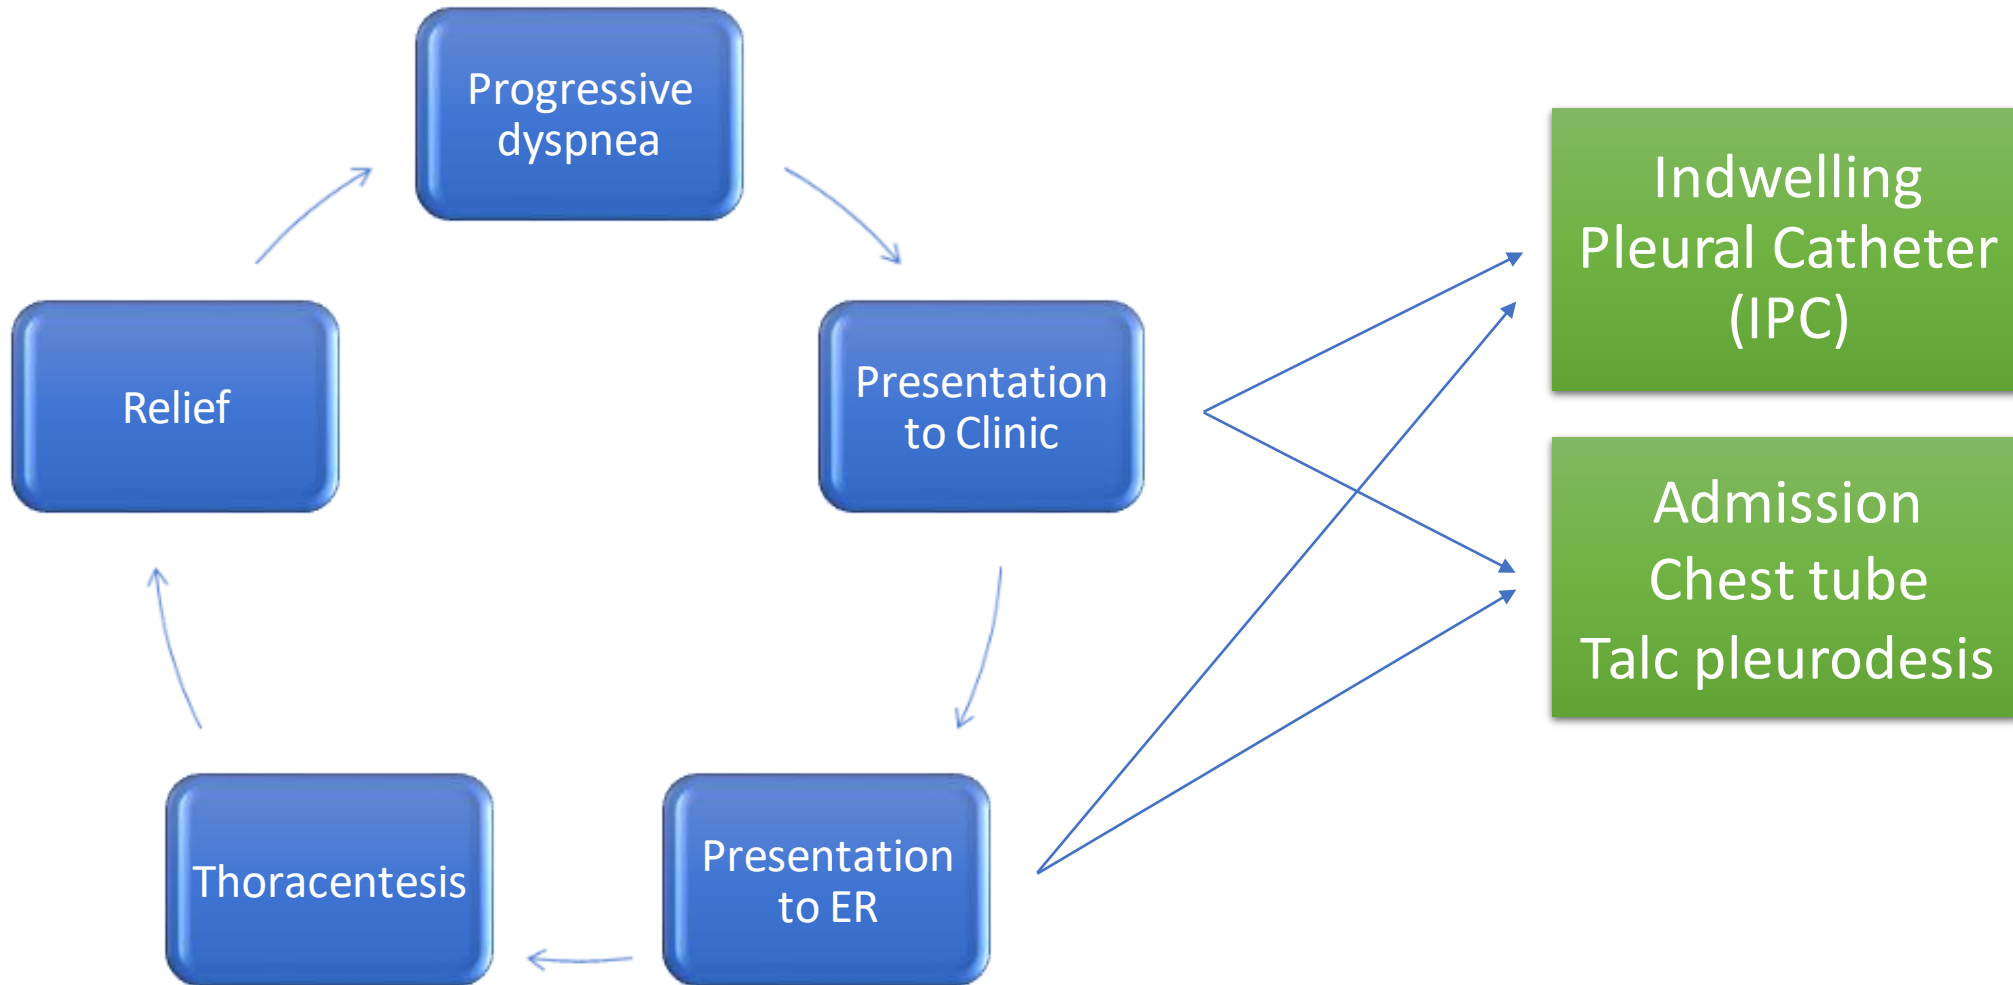 Progressive
dyspnea
Presentation
to Clinic
Presentation
to ER
Thoracentesis
Relief
Indwelling
Pleural Catheter
(IPC)
Admission
Chest tube
Talc pleurodesis